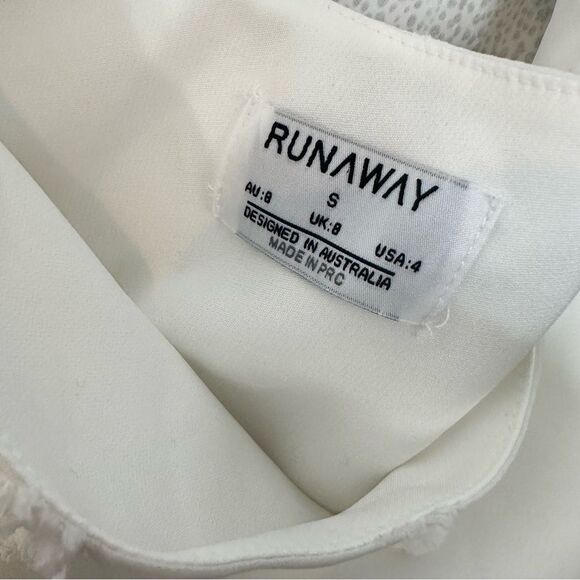 RUNAWAY
S
AU:8 UK:8 USA:4
DESIGNED IN AUSTRALIA
MADE IN PRC